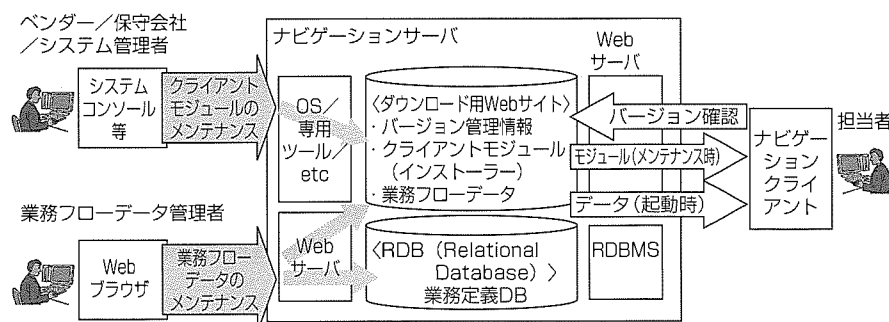 ベンダー／保守会社
／システム管理者
システム
コンソール
等
クライアント
モジュールの
メンテナンス
業務フローデータ管理者
Web
ブラウザ
業務フロー
データの
メンテナンス
ナビゲーションサーバ
OS／
専用
ツール／
etc
Web
サーバ
〈ダウンロード用Webサイト〉
・バージョン管理情報
・クライアントモジュール
（インストーラー）
・業務フローデータ
〈RDB（Relational
Database）〉
業務定義DB
Web
サーバ
RDBMS
バージョン確認
モジュール（メンテナンス時）
データ（起動時）
ナビゲー
ション
クライ
アント
担当者